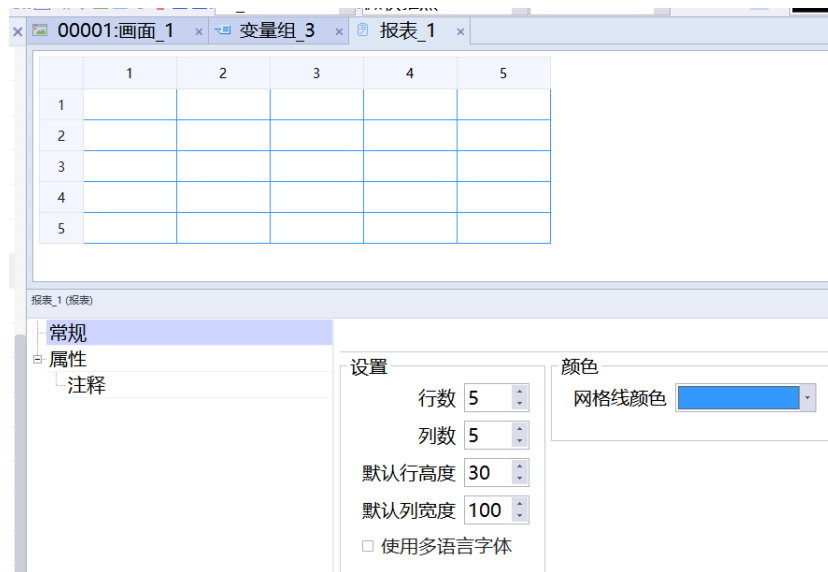 00001:画面_1 变量组_3 报表_1
1 2 3 4 5
1
2
3
4
5
报表_1 (报表)
常规
属性
注释
设置
行数 5
列数 5
默认行高度 30
默认列宽度 100
使用多语言字体
颜色
网格线颜色